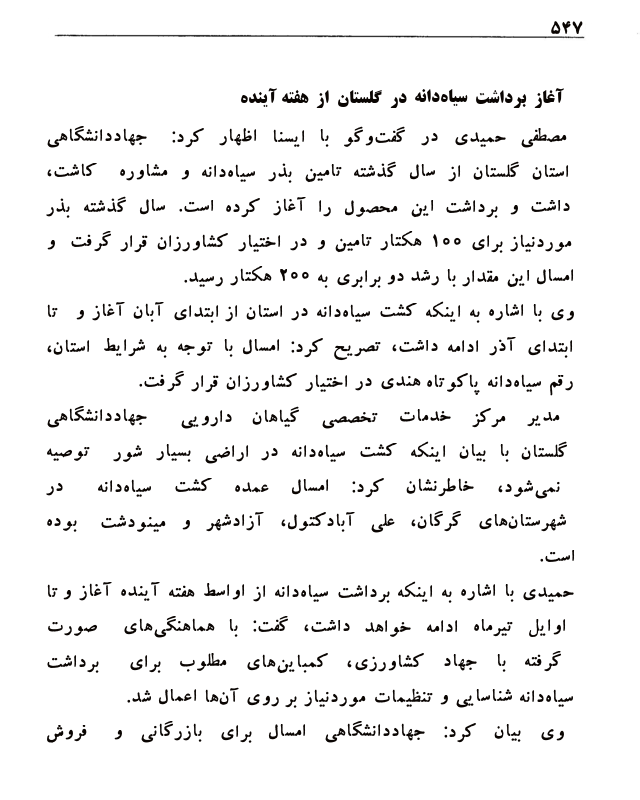 ۵۴۷
آغاز برداشت سیاه‌دانه در گلستان از هفته آینده
مصطفی حمیدی در گفت‌وگو با ایسنا اظهار کرد: جهاددانشگاهی
استان گلستان از سال گذشته تامین بذر سیاه‌دانه و مشاوره کاشت،
داشت و برداشت این محصول را آغاز کرده است. سال گذشته بذر
موردنیاز برای ۱۰۰ هکتار تامین و در اختیار کشاورزان قرار گرفت و
امسال این مقدار با رشد دو برابری به ۲۰۰ هکتار رسید.
وی با اشاره به اینکه کشت سیاه‌دانه در استان از ابتدای آبان آغاز و تا
ابتدای آذر ادامه داشت، تصریح کرد: امسال با توجه به شرایط استان،
رقم سیاه‌دانه پاکوتاه هندی در اختیار کشاورزان قرار گرفت.
مدیر مرکز خدمات تخصصی گیاهان دارویی جهاددانشگاهی
گلستان با بیان اینکه کشت سیاه‌دانه در اراضی بسیار شور توصیه
نمی‌شود، خاطرنشان کرد: امسال عمده کشت سیاه‌دانه در
شهرستان‌های گرگان، علی آبادکتول، آزادشهر و مینودشت بوده
است.
حمیدی با اشاره به اینکه برداشت سیاه‌دانه از اواسط هفته آینده آغاز و تا
اوایل تیرماه ادامه خواهد داشت، گفت: با هماهنگی‌های صورت
گرفته با جهاد کشاورزی، کمباین‌های مطلوب برای برداشت
سیاه‌دانه شناسایی و تنظیمات موردنیاز بر روی آن‌ها اعمال شد.
وی بیان کرد: جهاددانشگاهی امسال برای بازرگانی و فروش